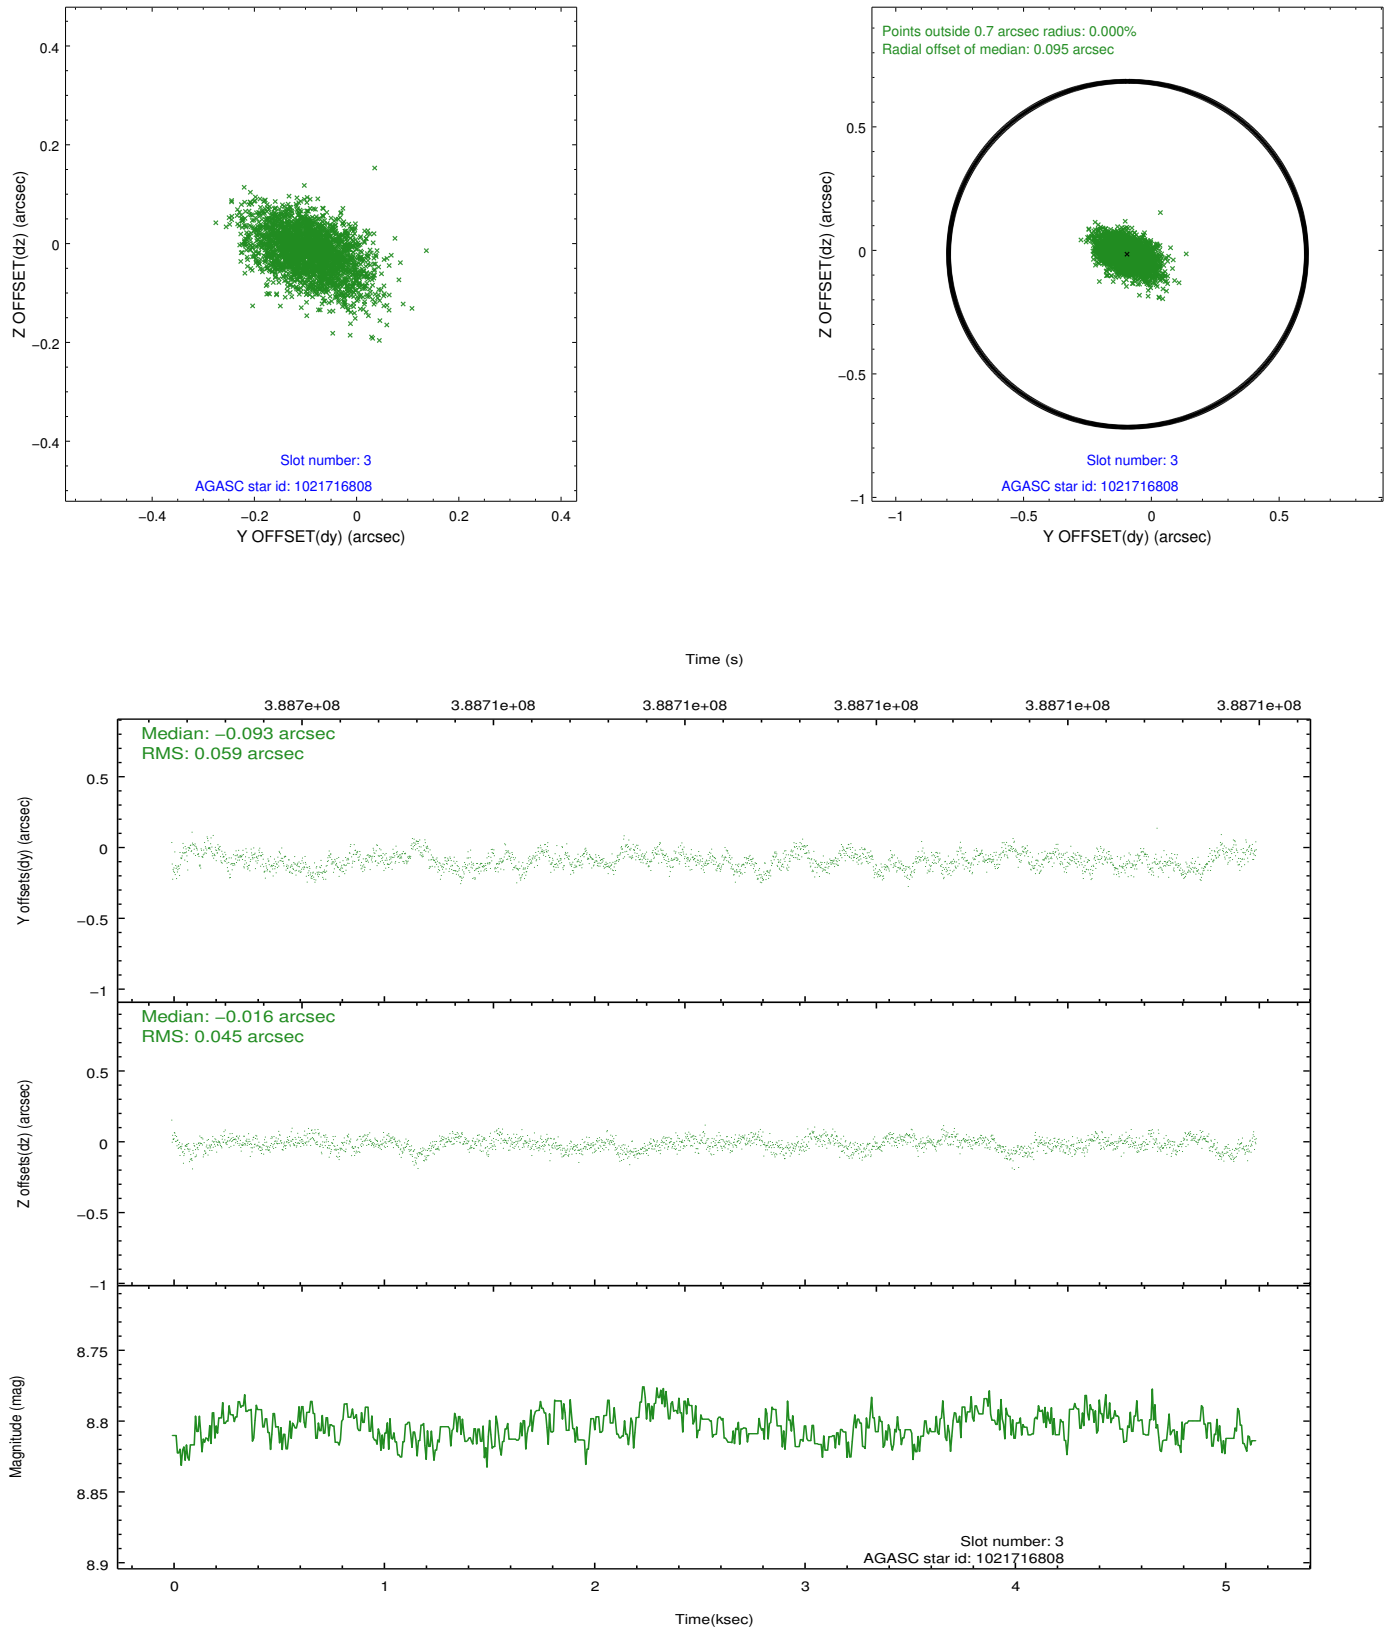 0.4
0.2
0
−0.2
−0.4
Z OFFSET(dz) (arcsec)
Slot number: 3
AGASC star id: 1021716808
−0.4
−0.2
0
0.2
0.4
Y OFFSET(dy) (arcsec)
Points outside 0.7 arcsec radius: 0.000%
Radial offset of median: 0.095 arcsec
0.5
0
−0.5
−1
Z OFFSET(dz) (arcsec)
Slot number: 3
AGASC star id: 1021716808
−1
−0.5
0
0.5
Y OFFSET(dy) (arcsec)
Time (s)
3.887e+08
3.8871e+08
3.8871e+08
3.8871e+08
3.8871e+08
3.8871e+08
Median: −0.093 arcsec
RMS: 0.059 arcsec
0.5
0
−0.5
−1
Y offsets(dy) (arcsec)
Median: −0.016 arcsec
RMS: 0.045 arcsec
0.5
0
−0.5
−1
Z offsets(dz) (arcsec)
8.75
8.8
8.85
8.9
Magnitude (mag)
Slot number: 3
AGASC star id: 1021716808
0
1
2
3
4
5
Time(ksec)